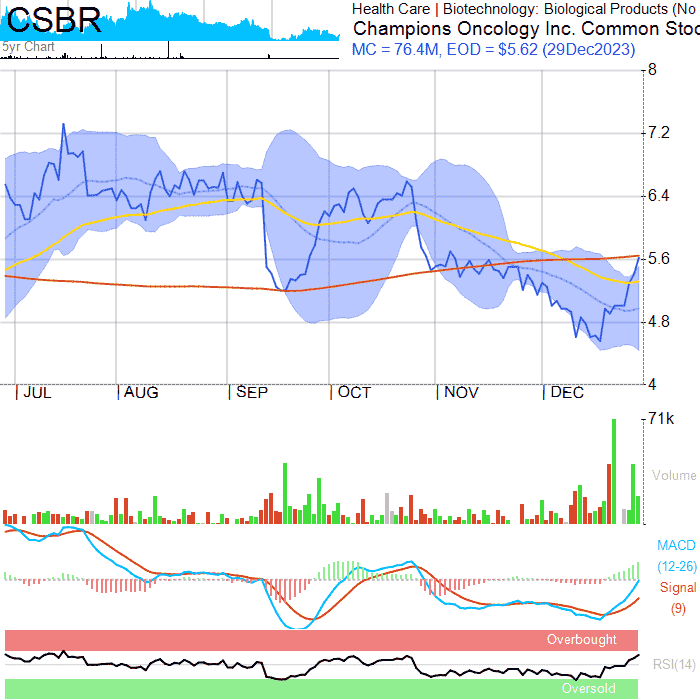 CSBR
5yr Chart
Health Care | Biotechnology: Biological Products (No
Champions Oncology Inc. Common Stoc
MC = 76.4M, EOD = $5.62 (29Dec2023)
8
7.2
6.4
5.6
4.8
4
| JUL | AUG | SEP | OCT | NOV | DEC
71k
Volume
MACD
(12-26)
Signal
(9)
Overbought
RSI(14)
Oversold